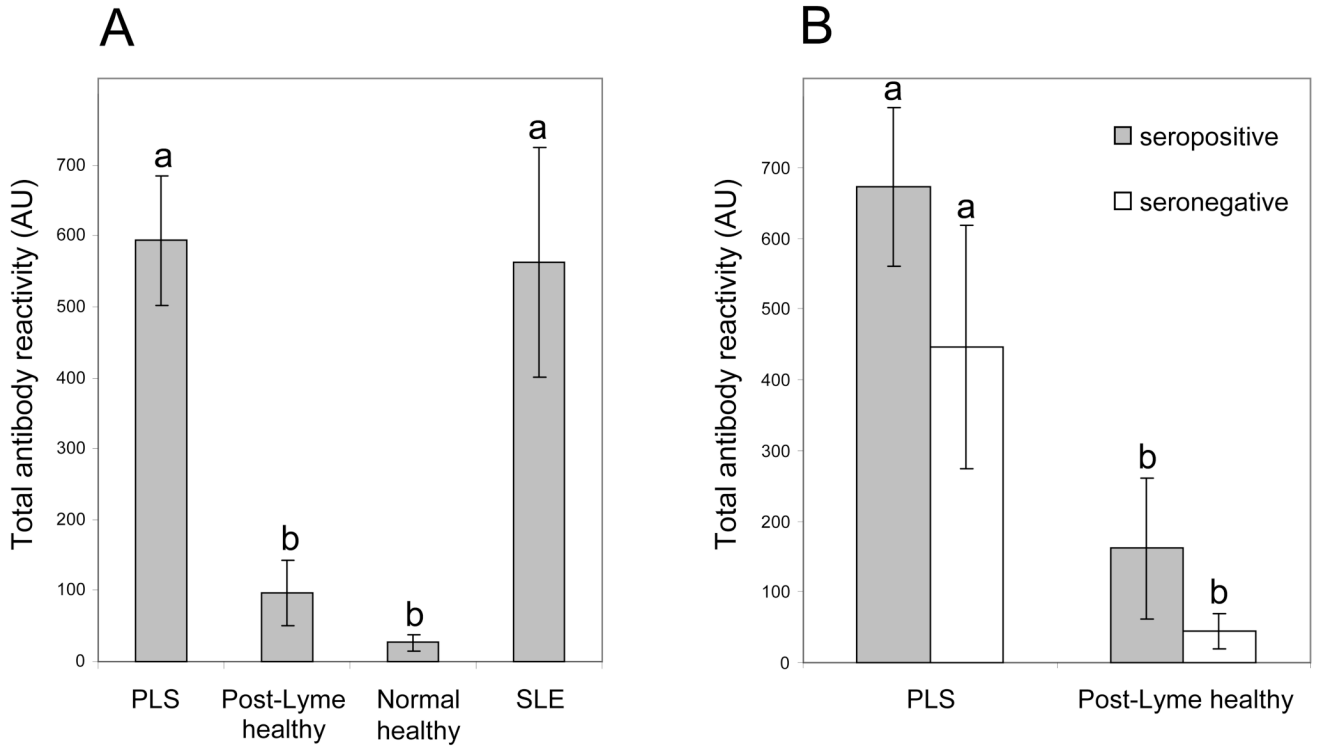 A
Total antibody reactivity (AU)
700
600
500
400
300
200
100
0
a
b
b
a
PLS
Post-Lyme
healthy
Normal
healthy
SLE
B
Total antibody reactivity (AU)
700
600
500
400
300
200
100
0
a
a
b
b
seropositive
seronegative
PLS
Post-Lyme healthy